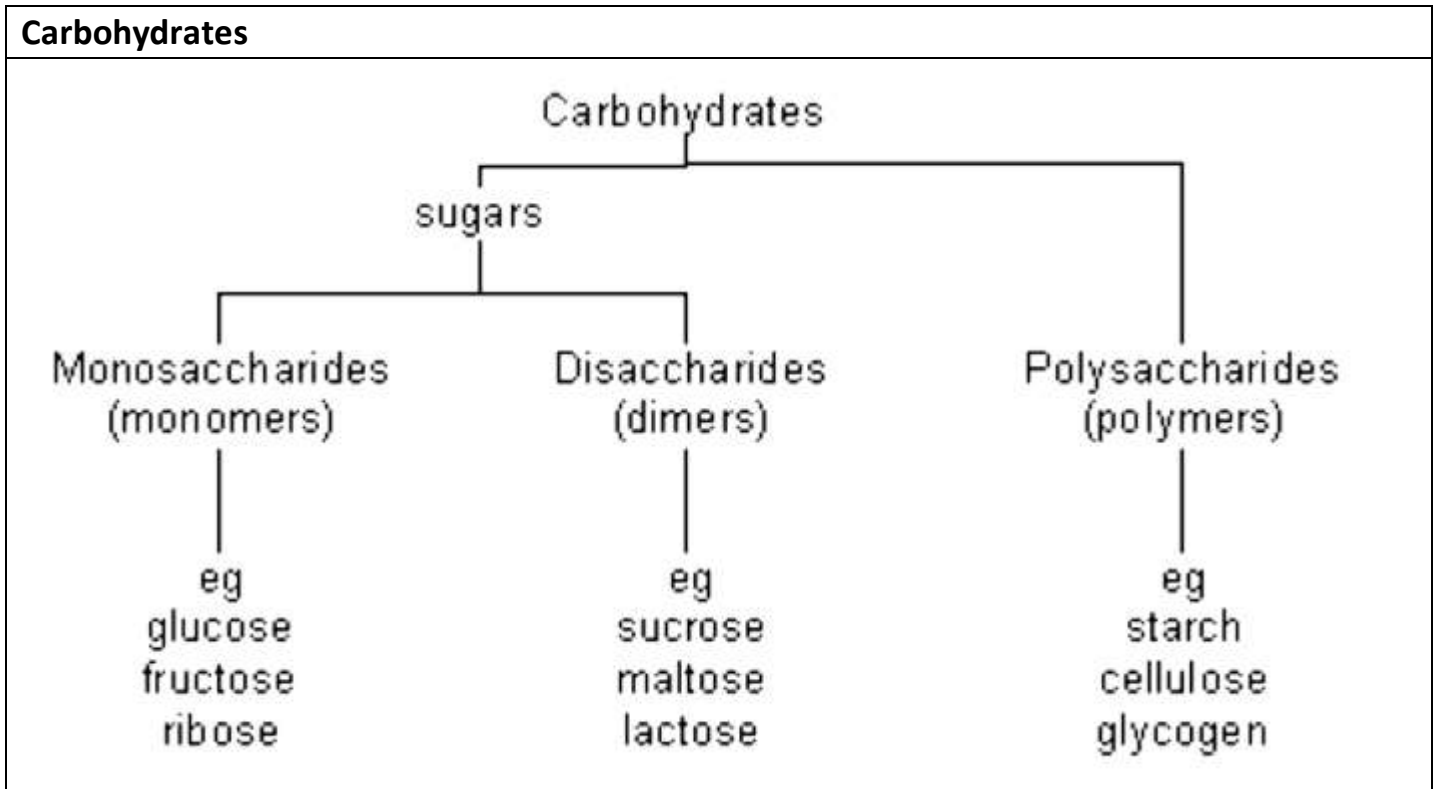 Carbohydrates
Carbohydrates
sugars
Monosaccharides
(monomers)
Disaccharides
(dimers)
Polysaccharides
(polymers)
eg
glucose
fructose
ribose
eg
sucrose
maltose
lactose
eg
starch
cellulose
glycogen